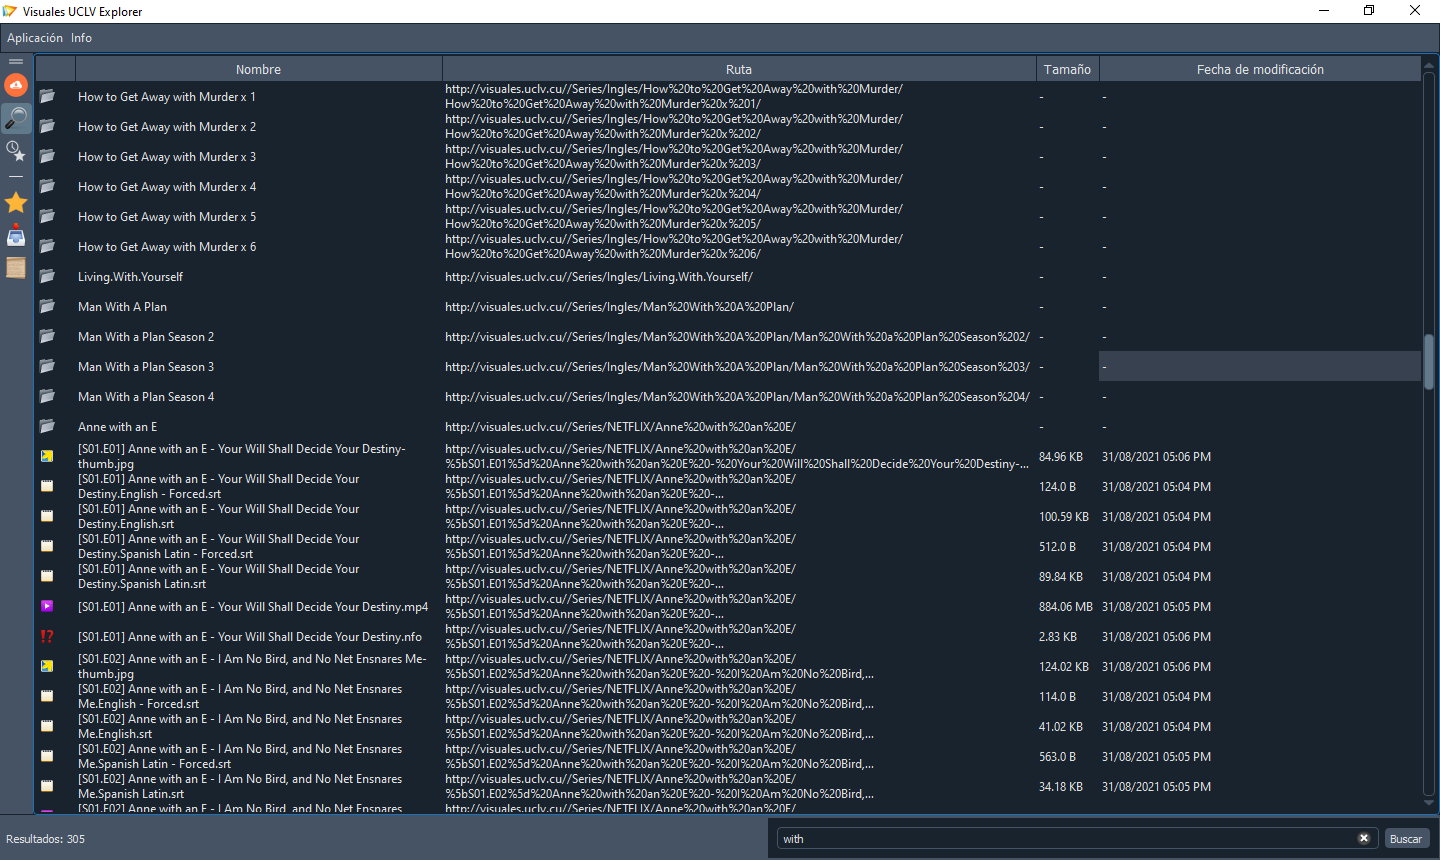 Visuales UCLV Explorer
Aplicación Info
Nombre Ruta Tamaño Fecha de modificación
How to Get Away with Murder x 1 http://visuales.uclv.cu//Series/Ingles/How%20to%20Get%20Away%20with%20Murder/ - -
How%20to%20Get%20Away%20with%20Murder%20x%201/
How to Get Away with Murder x 2 http://visuales.uclv.cu//Series/Ingles/How%20to%20Get%20Away%20with%20Murder/ - -
How%20to%20Get%20Away%20with%20Murder%20x%202/
How to Get Away with Murder x 3 http://visuales.uclv.cu//Series/Ingles/How%20to%20Get%20Away%20with%20Murder/ - -
How%20to%20Get%20Away%20with%20Murder%20x%203/
How to Get Away with Murder x 4 http://visuales.uclv.cu//Series/Ingles/How%20to%20Get%20Away%20with%20Murder/ - -
How%20to%20Get%20Away%20with%20Murder%20x%204/
How to Get Away with Murder x 5 http://visuales.uclv.cu//Series/Ingles/How%20to%20Get%20Away%20with%20Murder/ - -
How%20to%20Get%20Away%20with%20Murder%20x%205/
How to Get Away with Murder x 6 http://visuales.uclv.cu//Series/Ingles/How%20to%20Get%20Away%20with%20Murder/ - -
How%20to%20Get%20Away%20with%20Murder%20x%206/
Living.With.Yourself http://visuales.uclv.cu//Series/Ingles/Living.With.Yourself/ - -
Man With A Plan http://visuales.uclv.cu//Series/Ingles/Man%20With%20A%20Plan/ - -
Man With a Plan Season 2 http://visuales.uclv.cu//Series/Ingles/Man%20With%20A%20Plan/Man%20With%20a%20Plan%20Season%202/ - -
Man With a Plan Season 3 http://visuales.uclv.cu//Series/Ingles/Man%20With%20A%20Plan/Man%20With%20a%20Plan%20Season%203/ - -
Man With a Plan Season 4 http://visuales.uclv.cu//Series/Ingles/Man%20With%20A%20Plan/Man%20With%20a%20Plan%20Season%204/ - -
Anne with an E http://visuales.uclv.cu//Series/NETFLIX/Anne%20with%20an%20E/ - -
[S01.E01] Anne with an E - Your Will Shall Decide Your Destiny- http://visuales.uclv.cu//Series/NETFLIX/Anne%20with%20an%20E/ 84.96 KB 31/08/2021 05:06 PM
thumb.jpg %5bS01.E01%5d%20Anne%20with%20an%20E%20-%20Your%20Will%20Shall%20Decide%20Your%20Destiny-...
[S01.E01] Anne with an E - Your Will Shall Decide Your http://visuales.uclv.cu//Series/NETFLIX/Anne%20with%20an%20E/ 124.0 B 31/08/2021 05:04 PM
Destiny.English - Forced.srt %5bS01.E01%5d%20Anne%20with%20an%20E%20-...
[S01.E01] Anne with an E - Your Will Shall Decide Your http://visuales.uclv.cu//Series/NETFLIX/Anne%20with%20an%20E/ 100.59 KB 31/08/2021 05:04 PM
Destiny.English.srt %5bS01.E01%5d%20Anne%20with%20an%20E%20-...
[S01.E01] Anne with an E - Your Will Shall Decide Your http://visuales.uclv.cu//Series/NETFLIX/Anne%20with%20an%20E/ 512.0 B 31/08/2021 05:04 PM
Destiny.Spanish Latin - Forced.srt %5bS01.E01%5d%20Anne%20with%20an%20E%20-...
[S01.E01] Anne with an E - Your Will Shall Decide Your http://visuales.uclv.cu//Series/NETFLIX/Anne%20with%20an%20E/ 89.84 KB 31/08/2021 05:04 PM
Destiny.Spanish Latin.srt %5bS01.E01%5d%20Anne%20with%20an%20E%20-...
[S01.E01] Anne with an E - Your Will Shall Decide Your Destiny.mp4 http://visuales.uclv.cu//Series/NETFLIX/Anne%20with%20an%20E/ 884.06 MB 31/08/2021 05:05 PM
%5bS01.E01%5d%20Anne%20with%20an%20E%20-...
[S01.E01] Anne with an E - Your Will Shall Decide Your Destiny.nfo http://visuales.uclv.cu//Series/NETFLIX/Anne%20with%20an%20E/ 2.83 KB 31/08/2021 05:06 PM
%5bS01.E01%5d%20Anne%20with%20an%20E%20-...
[S01.E02] Anne with an E - I Am No Bird, and No Net Ensnares Me- http://visuales.uclv.cu//Series/NETFLIX/Anne%20with%20an%20E/ 124.02 KB 31/08/2021 05:06 PM
thumb.jpg %5bS01.E02%5d%20Anne%20with%20an%20E%20-%20I%20Am%20No%20Bird,...
[S01.E02] Anne with an E - I Am No Bird, and No Net Ensnares http://visuales.uclv.cu//Series/NETFLIX/Anne%20with%20an%20E/ 114.0 B 31/08/2021 05:04 PM
Me.English - Forced.srt %5bS01.E02%5d%20Anne%20with%20an%20E%20-%20I%20Am%20No%20Bird,...
[S01.E02] Anne with an E - I Am No Bird, and No Net Ensnares http://visuales.uclv.cu//Series/NETFLIX/Anne%20with%20an%20E/ 41.02 KB 31/08/2021 05:04 PM
Me.English.srt %5bS01.E02%5d%20Anne%20with%20an%20E%20-%20I%20Am%20No%20Bird,...
[S01.E02] Anne with an E - I Am No Bird, and No Net Ensnares http://visuales.uclv.cu//Series/NETFLIX/Anne%20with%20an%20E/ 563.0 B 31/08/2021 05:05 PM
Me.Spanish Latin - Forced.srt %5bS01.E02%5d%20Anne%20with%20an%20E%20-%20I%20Am%20No%20Bird,...
[S01.E02] Anne with an E - I Am No Bird, and No Net Ensnares http://visuales.uclv.cu//Series/NETFLIX/Anne%20with%20an%20E/ 34.18 KB 31/08/2021 05:05 PM
Me.Spanish Latin.srt %5bS01.E02%5d%20Anne%20with%20an%20E%20-%20I%20Am%20No%20Bird,...
[S01.E02] Anne with an E - I Am No Bird, and No Net Ensnares http://visuales.uclv.cu//Series/NETFLIX/Anne%20with%20an%20E/
Resultados: 305 with Buscar